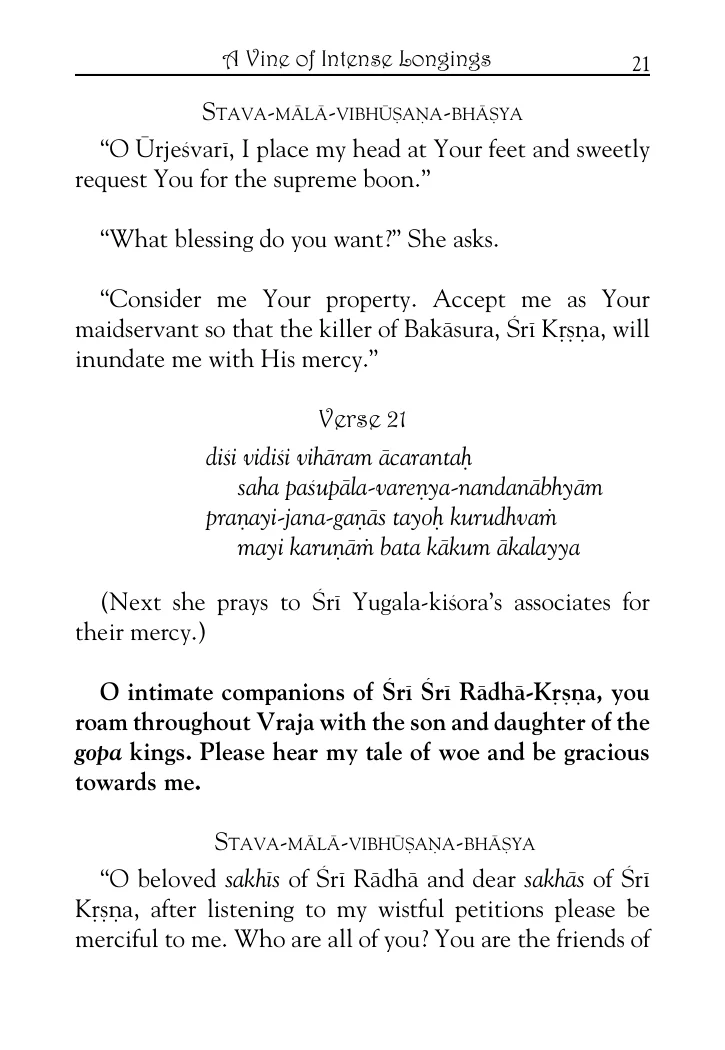 A Vine of Intense Longings 21
STAVA-MĀLĀ-VIBHŪṢAṆA-BHĀṢYA
“O Ūrjeśvarī, I place my head at Your feet and sweetly
request You for the supreme boon.”
“What blessing do you want?” She asks.
“Consider me Your property. Accept me as Your
maidservant so that the killer of Bakāsura, Śrī Kṛṣṇa, will
inundate me with His mercy.”
Verse 21
diśi vidiśi vihāram ācarantaḥ
saha paśupāla-vareṇya-nandanābhyām
praṇayi-jana-gaṇās tayoḥ kurudhvaṁ
mayi karuṇāṁ bata kākum ākalayya
(Next she prays to Śrī Yugala-kiśora’s associates for
their mercy.)
O intimate companions of Śrī Śrī Rādhā-Kṛṣṇa, you
roam throughout Vraja with the son and daughter of the
gopa kings. Please hear my tale of woe and be gracious
towards me.
STAVA-MĀLĀ-VIBHŪṢAṆA-BHĀṢYA
“O beloved sakhīs of Śrī Rādhā and dear sakhās of Śrī
Kṛṣṇa, after listening to my wistful petitions please be
merciful to me. Who are all of you? You are the friends of